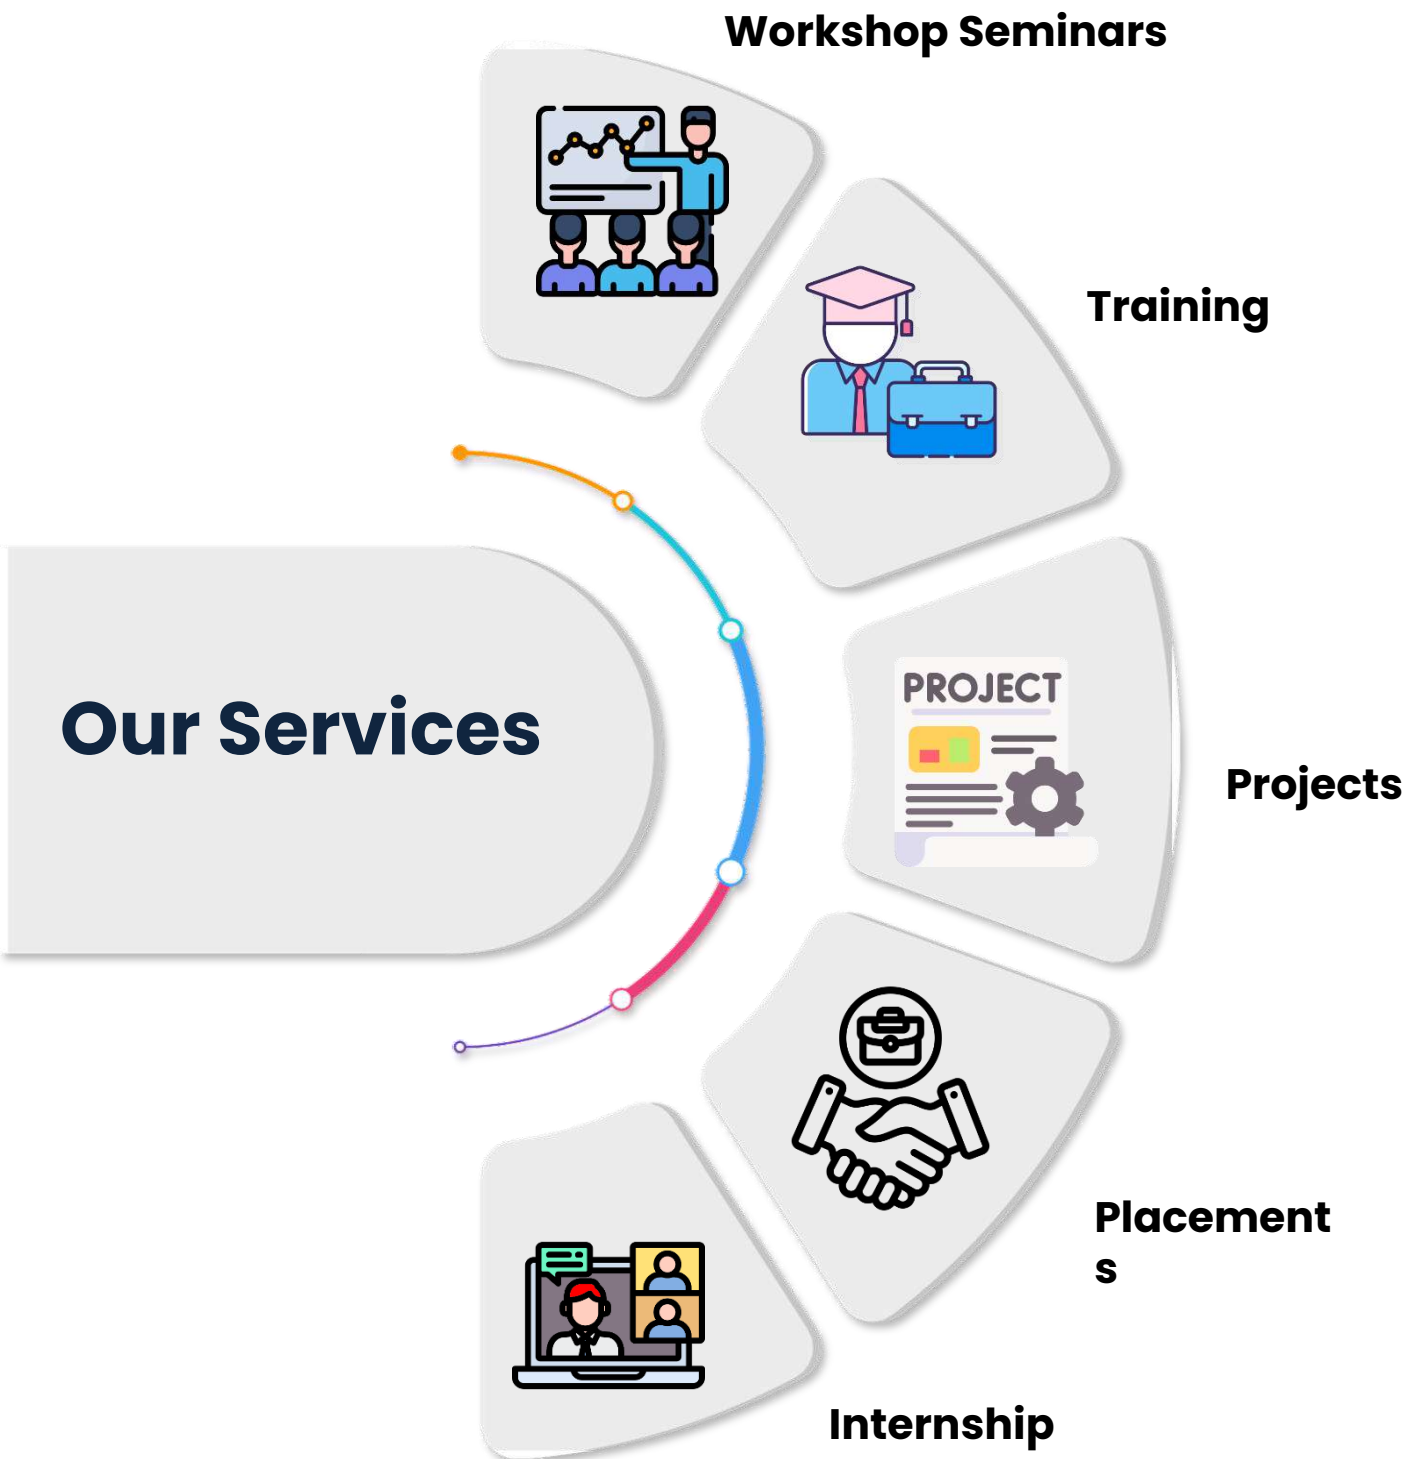 Workshop Seminars
Training
Our Services
PROJECT
Projects
Placement
s
Internship